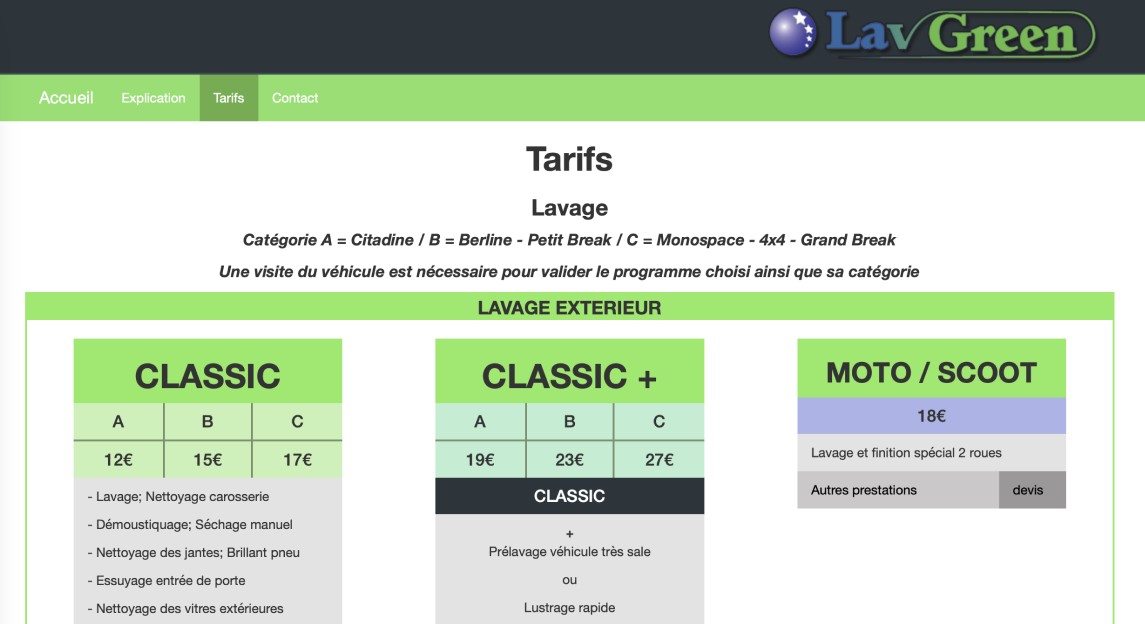 LavGreen
Accueil Explication Tarifs Contact
Tarifs
Lavage
Catégorie A = Citadine / B = Berline - Petit Break / C = Monospace - 4x4 - Grand Break
Une visite du véhicule est nécessaire pour valider le programme choisi ainsi que sa catégorie
LAVAGE EXTERIEUR
CLASSIC
A B C
12€ 15€ 17€
- Lavage; Nettoyage carosserie
- Démoustiquage; Séchage manuel
- Nettoyage des jantes; Brillant pneu
- Essuyage entrée de porte
- Nettoyage des vitres extérieures
CLASSIC +
A B C
19€ 23€ 27€
CLASSIC
+
Prélavage véhicule très sale
ou
Lustrage rapide
MOTO / SCOOT
18€
Lavage et finition spécial 2 roues
Autres prestations devis